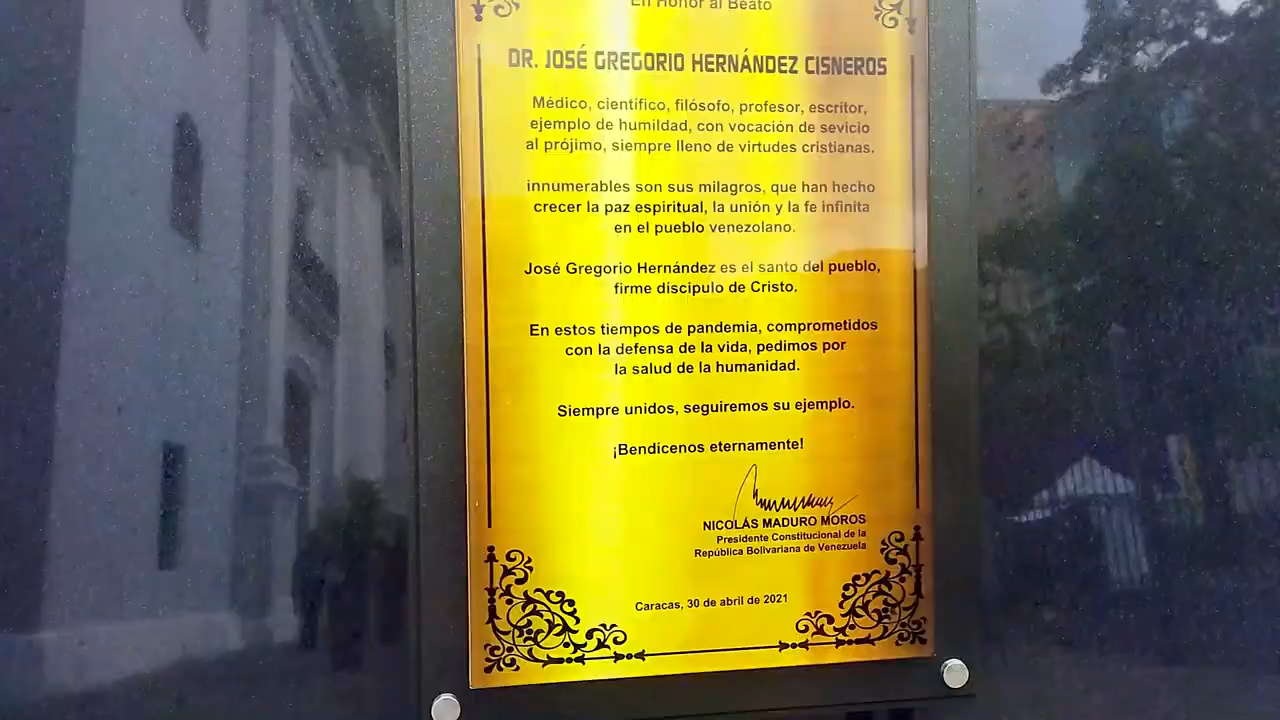 En Honor al Beato
DR. JOSÉ GREGORIO HERNÁNDEZ CISNEROS
Médico, científico, filósofo, profesor, escritor,
ejemplo de humildad, con vocación de sevicio
al prójimo, siempre lleno de virtudes cristianas.
innumerables son sus milagros, que han hecho
crecer la paz espiritual, la unión y la fe infinita
en el pueblo venezolano.
José Gregorio Hernández es el santo del pueblo,
firme díscipulo de Cristo.
En estos tiempos de pandemia, comprometidos
con la defensa de la vida, pedimos por
la salud de la humanidad.
Siempre unidos, seguiremos su ejemplo.
¡Bendícenos eternamente!
NICOLÁS MADURO MOROS
Presidente Constitucional de la
República Bolivariana de Venezuela
Caracas, 30 de abril de 2021